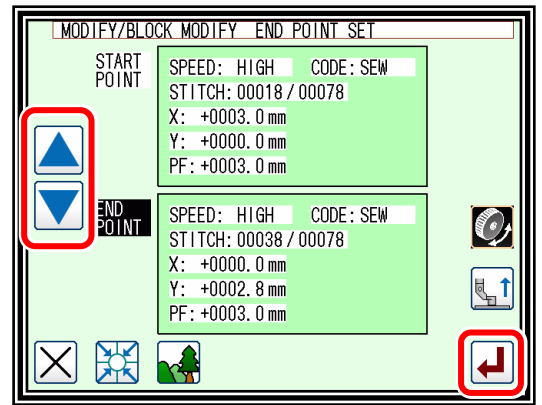 MODIFY/BLOCK MODIFY END POINT SET
START
POINT
SPEED: HIGH CODE: SEW
STITCH: 00018 / 00078
X: +0003.0 mm
Y: +0000.0 mm
PF: +0003.0 mm
END
POINT
SPEED: HIGH CODE: SEW
STITCH: 00038 / 00078
X: +0000.0 mm
Y: +0002.8 mm
PF: +0003.0 mm